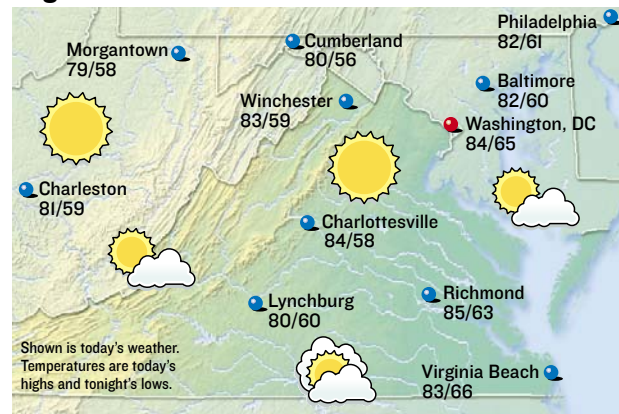 Philadelphia
82/61
Morgantown
79/58
Cumberland
80/56
Baltimore
82/60
Winchester
83/59
Washington, DC
84/65
Charleston
81/59
Charlottesville
84/58
Lynchburg
80/60
Richmond
85/63
Shown is today's weather.
Temperatures are today's
highs and tonight's lows.
Virginia Beach
83/66